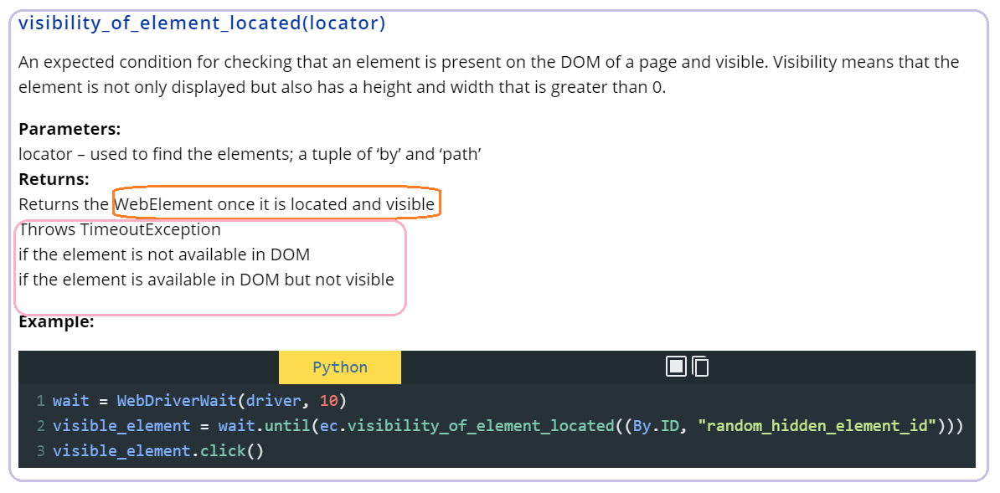 visibility_of_element_located(locator)
An expected condition for checking that an element is present on the DOM of a page and visible. Visibility means that the
element is not only displayed but also has a height and width that is greater than 0.
Parameters:
locator – used to find the elements; a tuple of ‘by’ and ‘path’
Returns:
Returns the WebElement once it is located and visible
Throws TimeoutException
if the element is not available in DOM
if the element is available in DOM but not visible
Example:
Python
1 wait = WebDriverWait(driver, 10)
2 visible_element = wait.until(ec.visibility_of_element_located((By.ID, "random_hidden_element_id")))
3 visible_element.click()